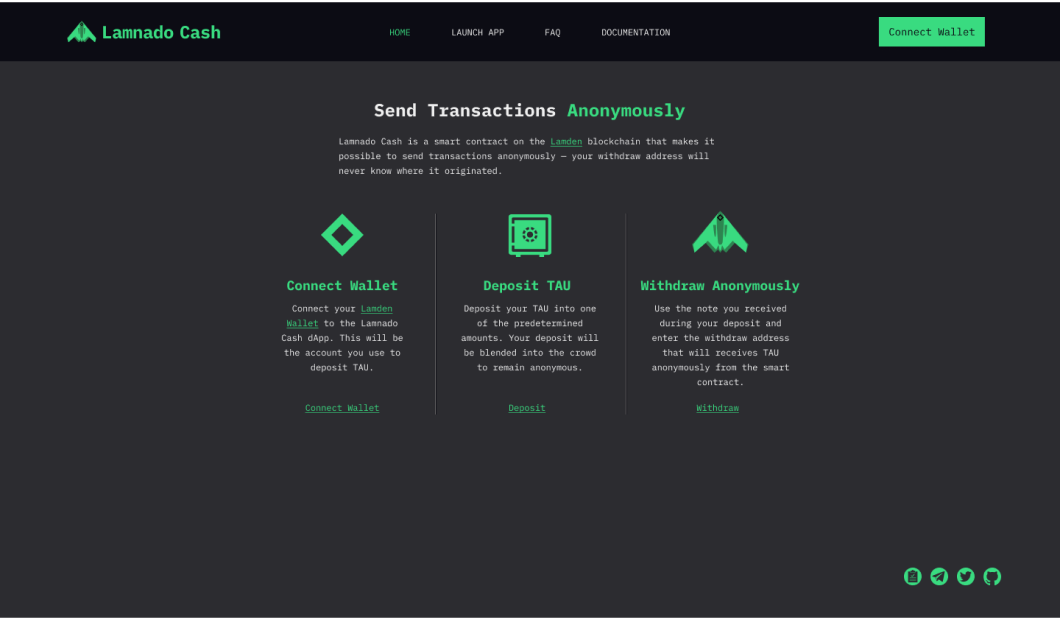 Lamnado Cash
HOME
LAUNCH APP
FAQ
DOCUMENTATION
Connect Wallet
Send Transactions Anonymously
Lamnado Cash is a smart contract on the Lamden blockchain that makes it
possible to send transactions anonymously — your withdraw address will
never know where it originated.
Connect Wallet
Connect your Lamden
Wallet to the Lamnado
Cash dApp. This will be
the account you use to
deposit TAU.
Connect Wallet
Deposit TAU
Deposit your TAU into one
of the predetermined
amounts. Your deposit will
be blended into the crowd
to remain anonymous.
Deposit
Withdraw Anonymously
Use the note you received
during your deposit and
enter the withdraw address
that will receives TAU
anonymously from the smart
contract.
Withdraw